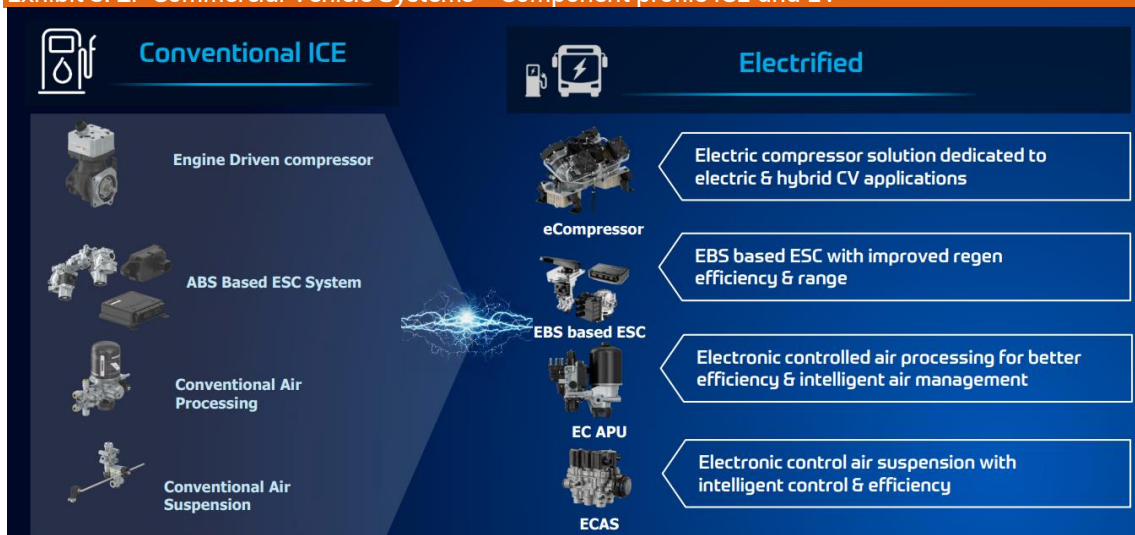 Conventional ICE
Electrified
Engine Driven compressor
eCompressor
Electric compressor solution dedicated to
electric & hybrid CV applications
ABS Based ESC System
EBS based ESC
EBS based ESC with improved regen
efficiency & range
Conventional Air
Processing
EC APU
Electronic controlled air processing for better
efficiency & intelligent air management
Conventional Air
Suspension
ECAS
Electronic control air suspension with
intelligent control & efficiency